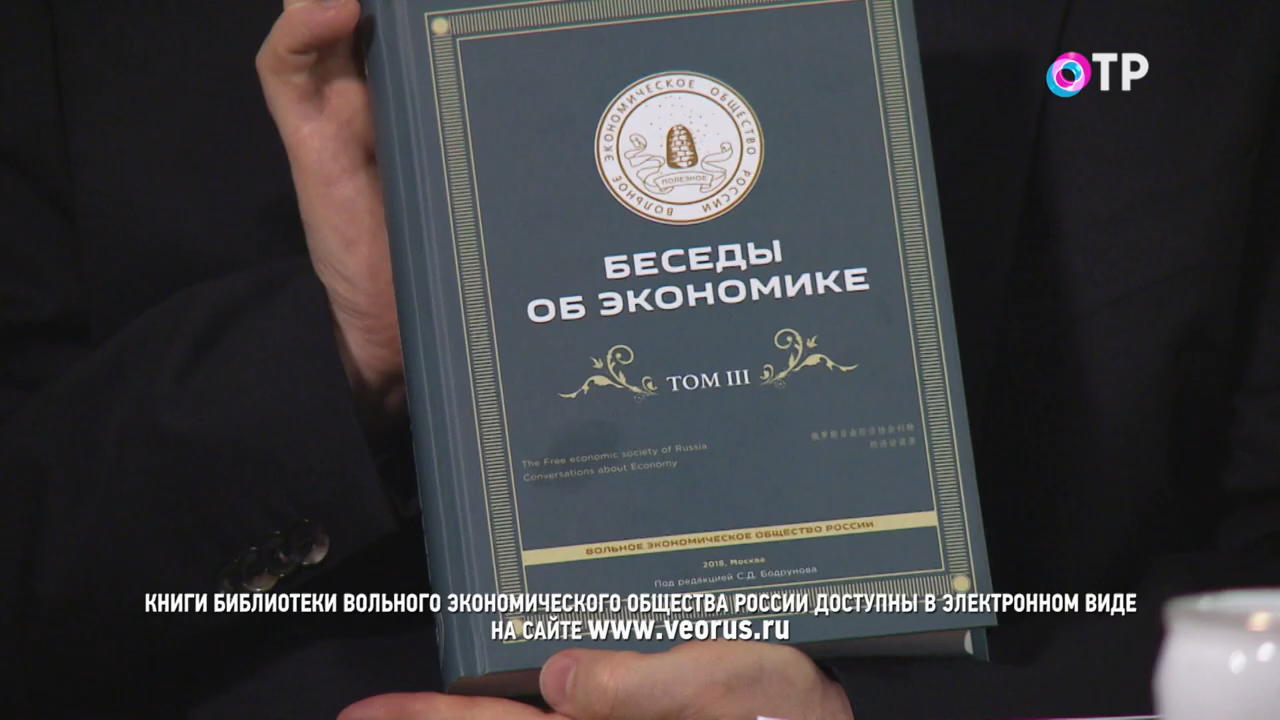 ОТР
ВОЛЬНОЕ ЭКОНОМИЧЕСКОЕ ОБЩЕСТВО РОССИИ
ПОЛЕЗНОЕ
БЕСЕДЫ
ОБ ЭКОНОМИКЕ
ТОМ III
The Free economic society of Russia
Conversations about Economy
ВОЛЬНОЕ ЭКОНОМИЧЕСКОЕ ОБЩЕСТВО РОССИИ
2018, Москва
Под редакцией С.Д. Бодрунова
КНИГИ БИБЛИОТЕКИ ВОЛЬНОГО ЭКОНОМИЧЕСКОГО ОБЩЕСТВА РОССИИ ДОСТУПНЫ В ЭЛЕКТРОННОМ ВИДЕ
НА САЙТЕ www.veorus.ru